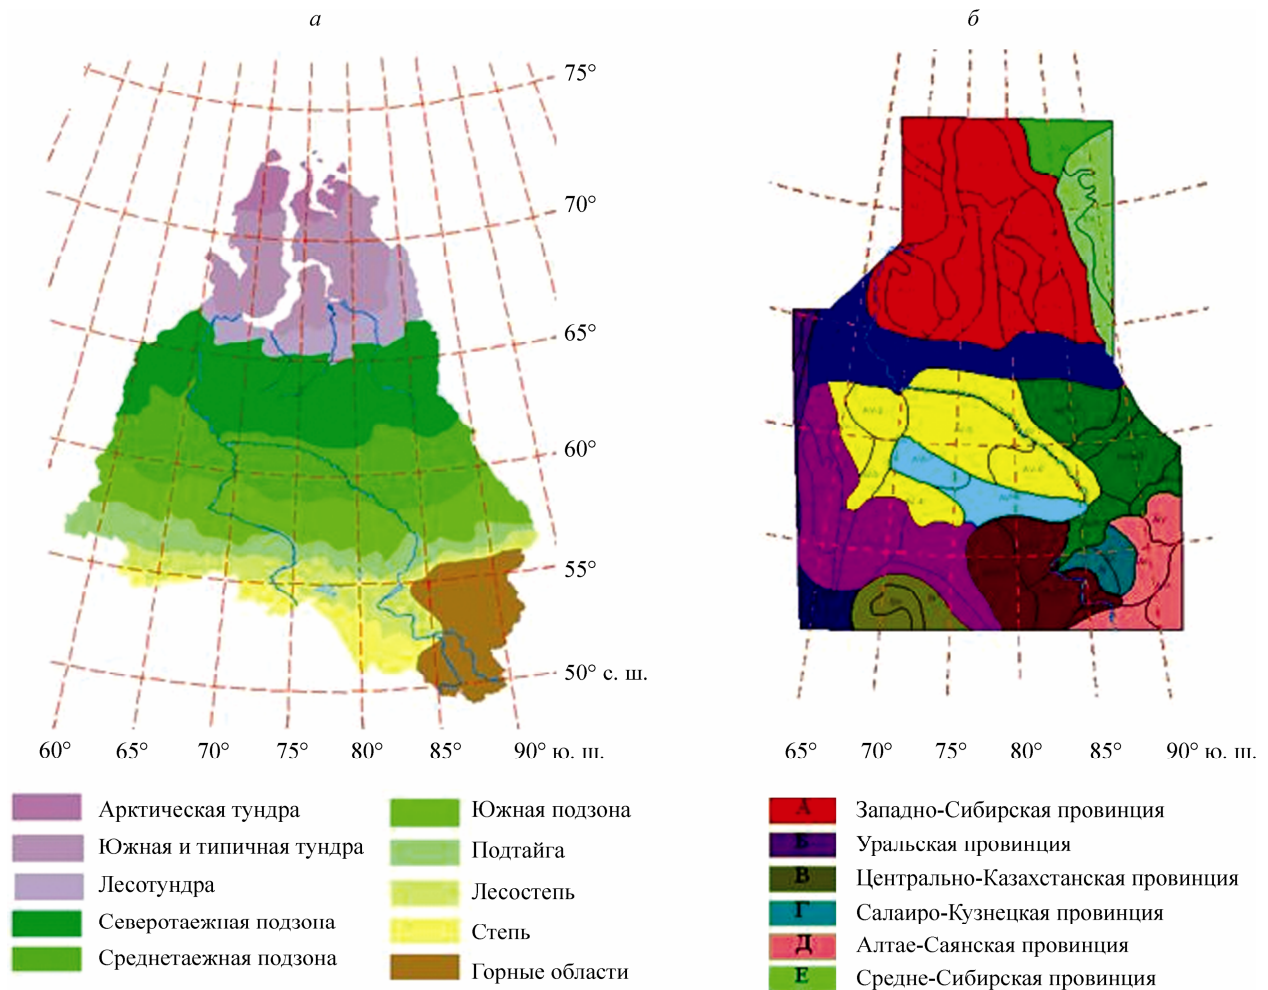 а
б
75°
70°
65°
60°
55°
50° с. ш.
60° 65° 70° 75° 80° 85° 90° ю. ш.
65° 70° 75° 80° 85° 90° ю. ш.
Арктическая тундра
Южная и типичная тундра
Лесотундра
Северотаежная подзона
Среднетаежная подзона
Южная подзона
Подтайга
Лесостепь
Степь
Горные области
А Западно-Сибирская провинция
Б Уральская провинция
В Центрально-Казахстанская провинция
Г Салаиро-Кузнецкая провинция
Д Алтае-Саянская провинция
Е Средне-Сибирская провинция